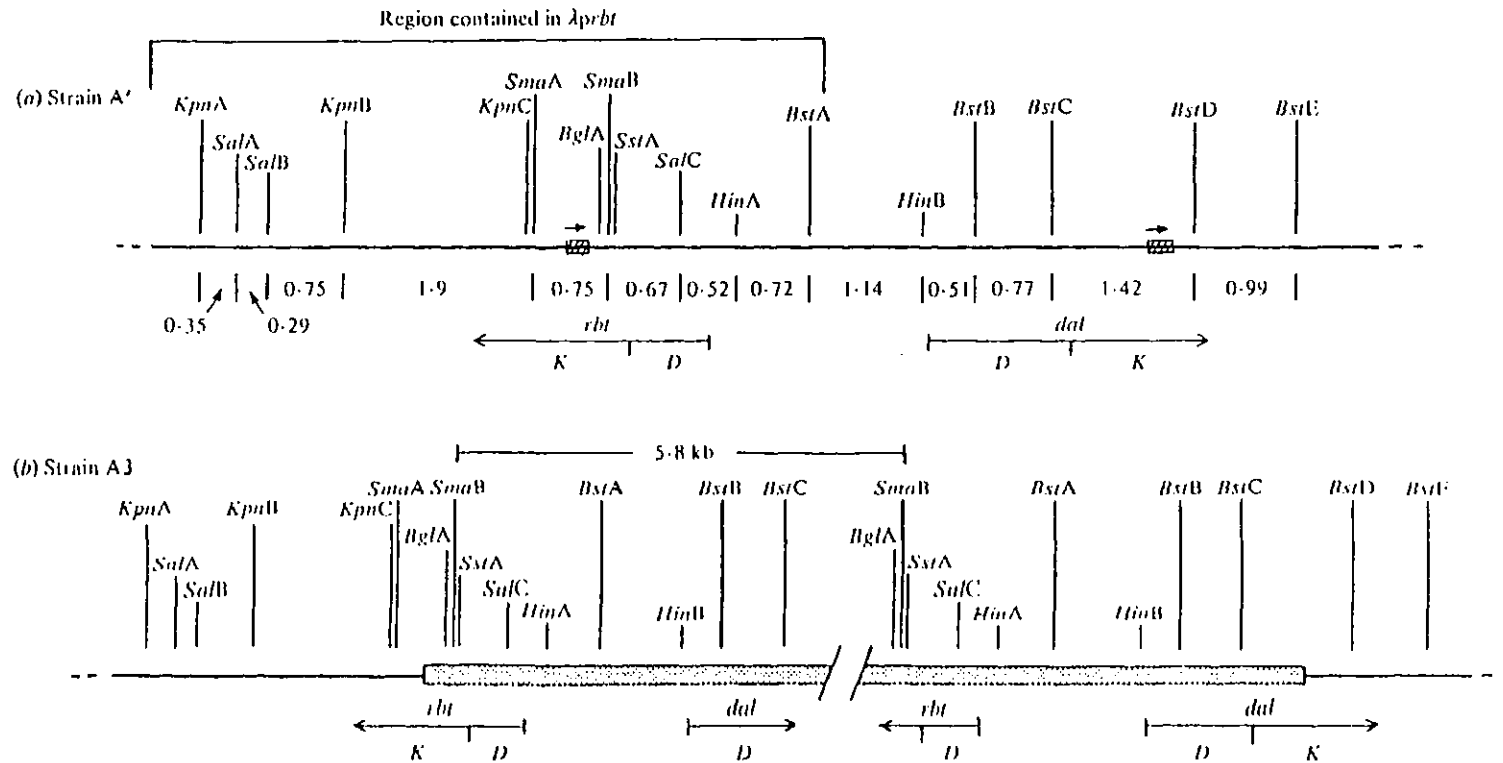 Region contained in λprbt
(a) Strain A'
SmaA SmaB
KpnA KpnB KpnC BstA BstB BstC BstD BstE
BglA
SalA SstA
SalB SalC
HinA HinB
0·75 1·9 0·75 0·67 0·52 0·72 1·14 0·51 0·77 1·42 0·99
0·35 0·29
rbt dal
K D D K
5·8 kb
(b) Strain A3
SmaA SmaB BstA BstB BstC SmaB BstA BstB BstC BstD BstE
KpnA KpnB KpnC
BglA BglA
SalA SstA SstA
SalB SalC SalC
HinA HinB HinA HinB
rbt dal rbt dal
K D D D D K